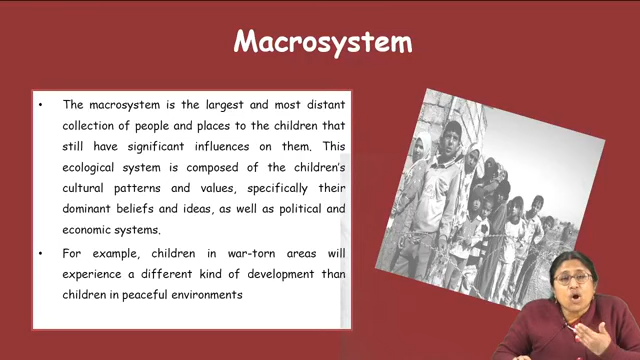 Macrosystem
• The macrosystem is the largest and most distant
collection of people and places to the children that
still have significant influences on them. This
ecological system is composed of the children's
cultural patterns and values, specifically their
dominant beliefs and ideas, as well as political and
economic systems.
• For example, children in war-torn areas will
experience a different kind of development than
children in peaceful environments